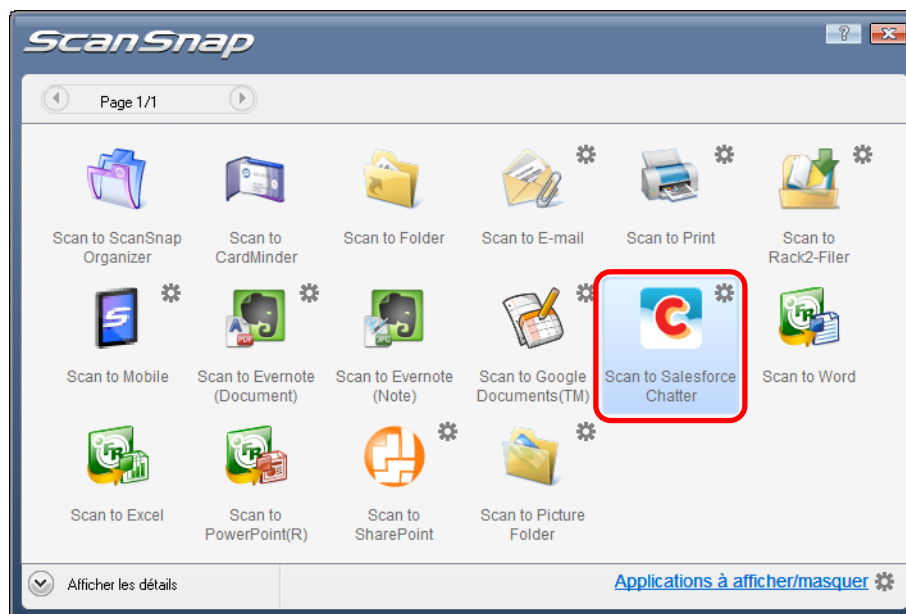 ScanSnap
?
Page 1/1
Scan to ScanSnap
Organizer
Scan to
CardMinder
Scan to Folder
Scan to E-mail
Scan to Print
Scan to
Rack2-Filer
Scan to Mobile
Scan to Evernote
(Document)
Scan to Evernote
(Note)
Scan to Google
Documents(TM)
Scan to Salesforce
Chatter
Scan to Word
Scan to Excel
Scan to
PowerPoint(R)
Scan to
SharePoint
Scan to Picture
Folder
Afficher les détails
Applications à afficher/masquer